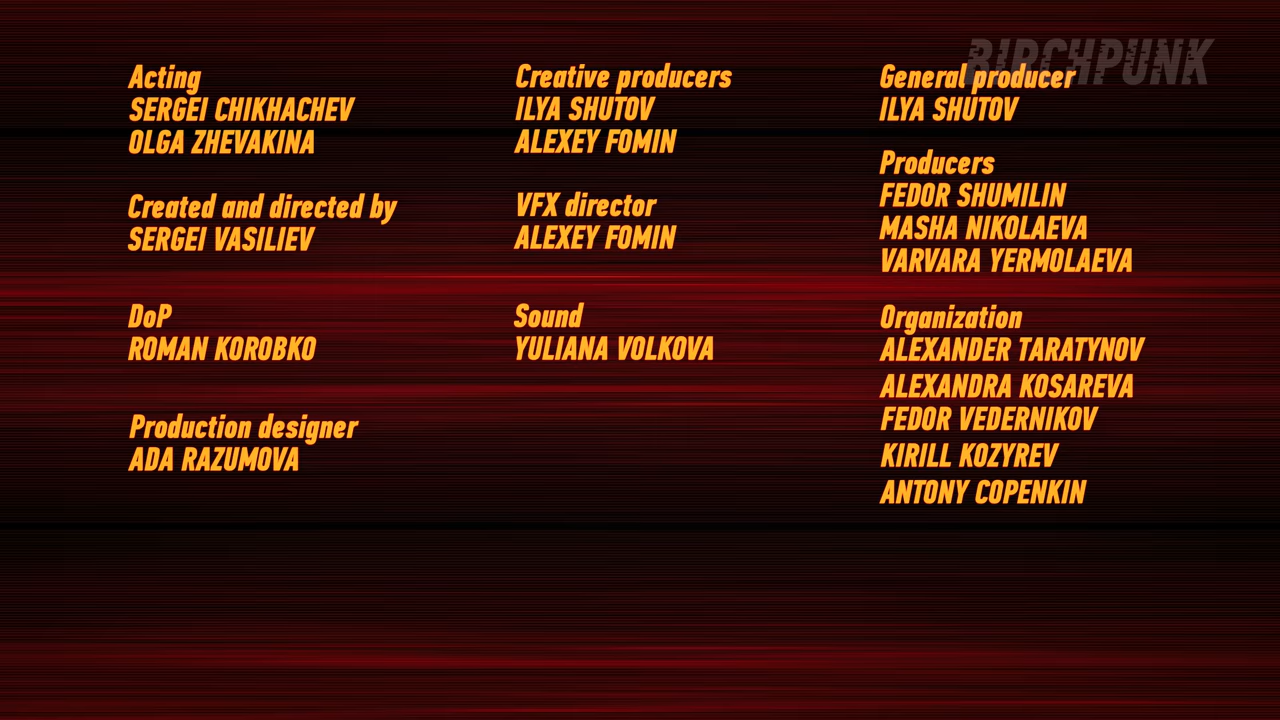 Acting
SERGEI CHIKHACHEV
OLGA ZHEVAKINA
Created and directed by
SERGEI VASILIEV
DoP
ROMAN KOROBKO
Production designer
ADA RAZUMOVA
Creative producers
ILYA SHUTOV
ALEXEY FOMIN
VFX director
ALEXEY FOMIN
Sound
YULIANA VOLKOVA
BIRCHPUNK
General producer
ILYA SHUTOV
Producers
FEDOR SHUMILIN
MASHA NIKOLAEVA
VARVARA YERMOLAEVA
Organization
ALEXANDER TARATYNOV
ALEXANDRA KOSAREVA
FEDOR VEDERNIKOV
KIRILL KOZYREV
ANTONY COPENKIN